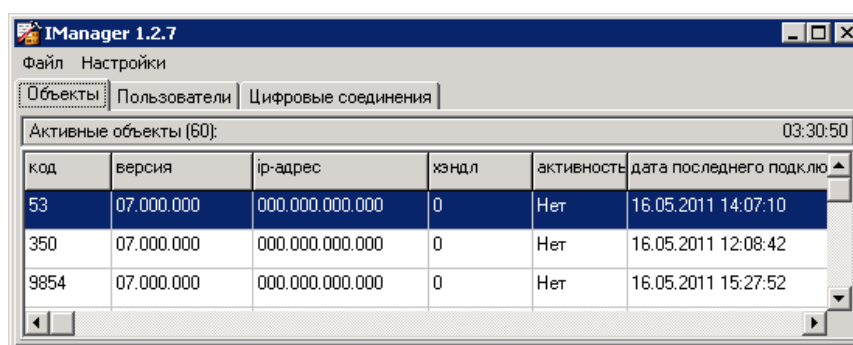 IManager 1.2.7
Файл Настройки
Объекты Пользователи Цифровые соединения
Активные объекты (60): 03:30:50
код версия ip-адрес хэндл активность дата последнего подклю
53 07.000.000 000.000.000.000 0 Нет 16.05.2011 14:07:10
350 07.000.000 000.000.000.000 0 Нет 16.05.2011 12:08:42
9854 07.000.000 000.000.000.000 0 Нет 16.05.2011 15:27:52